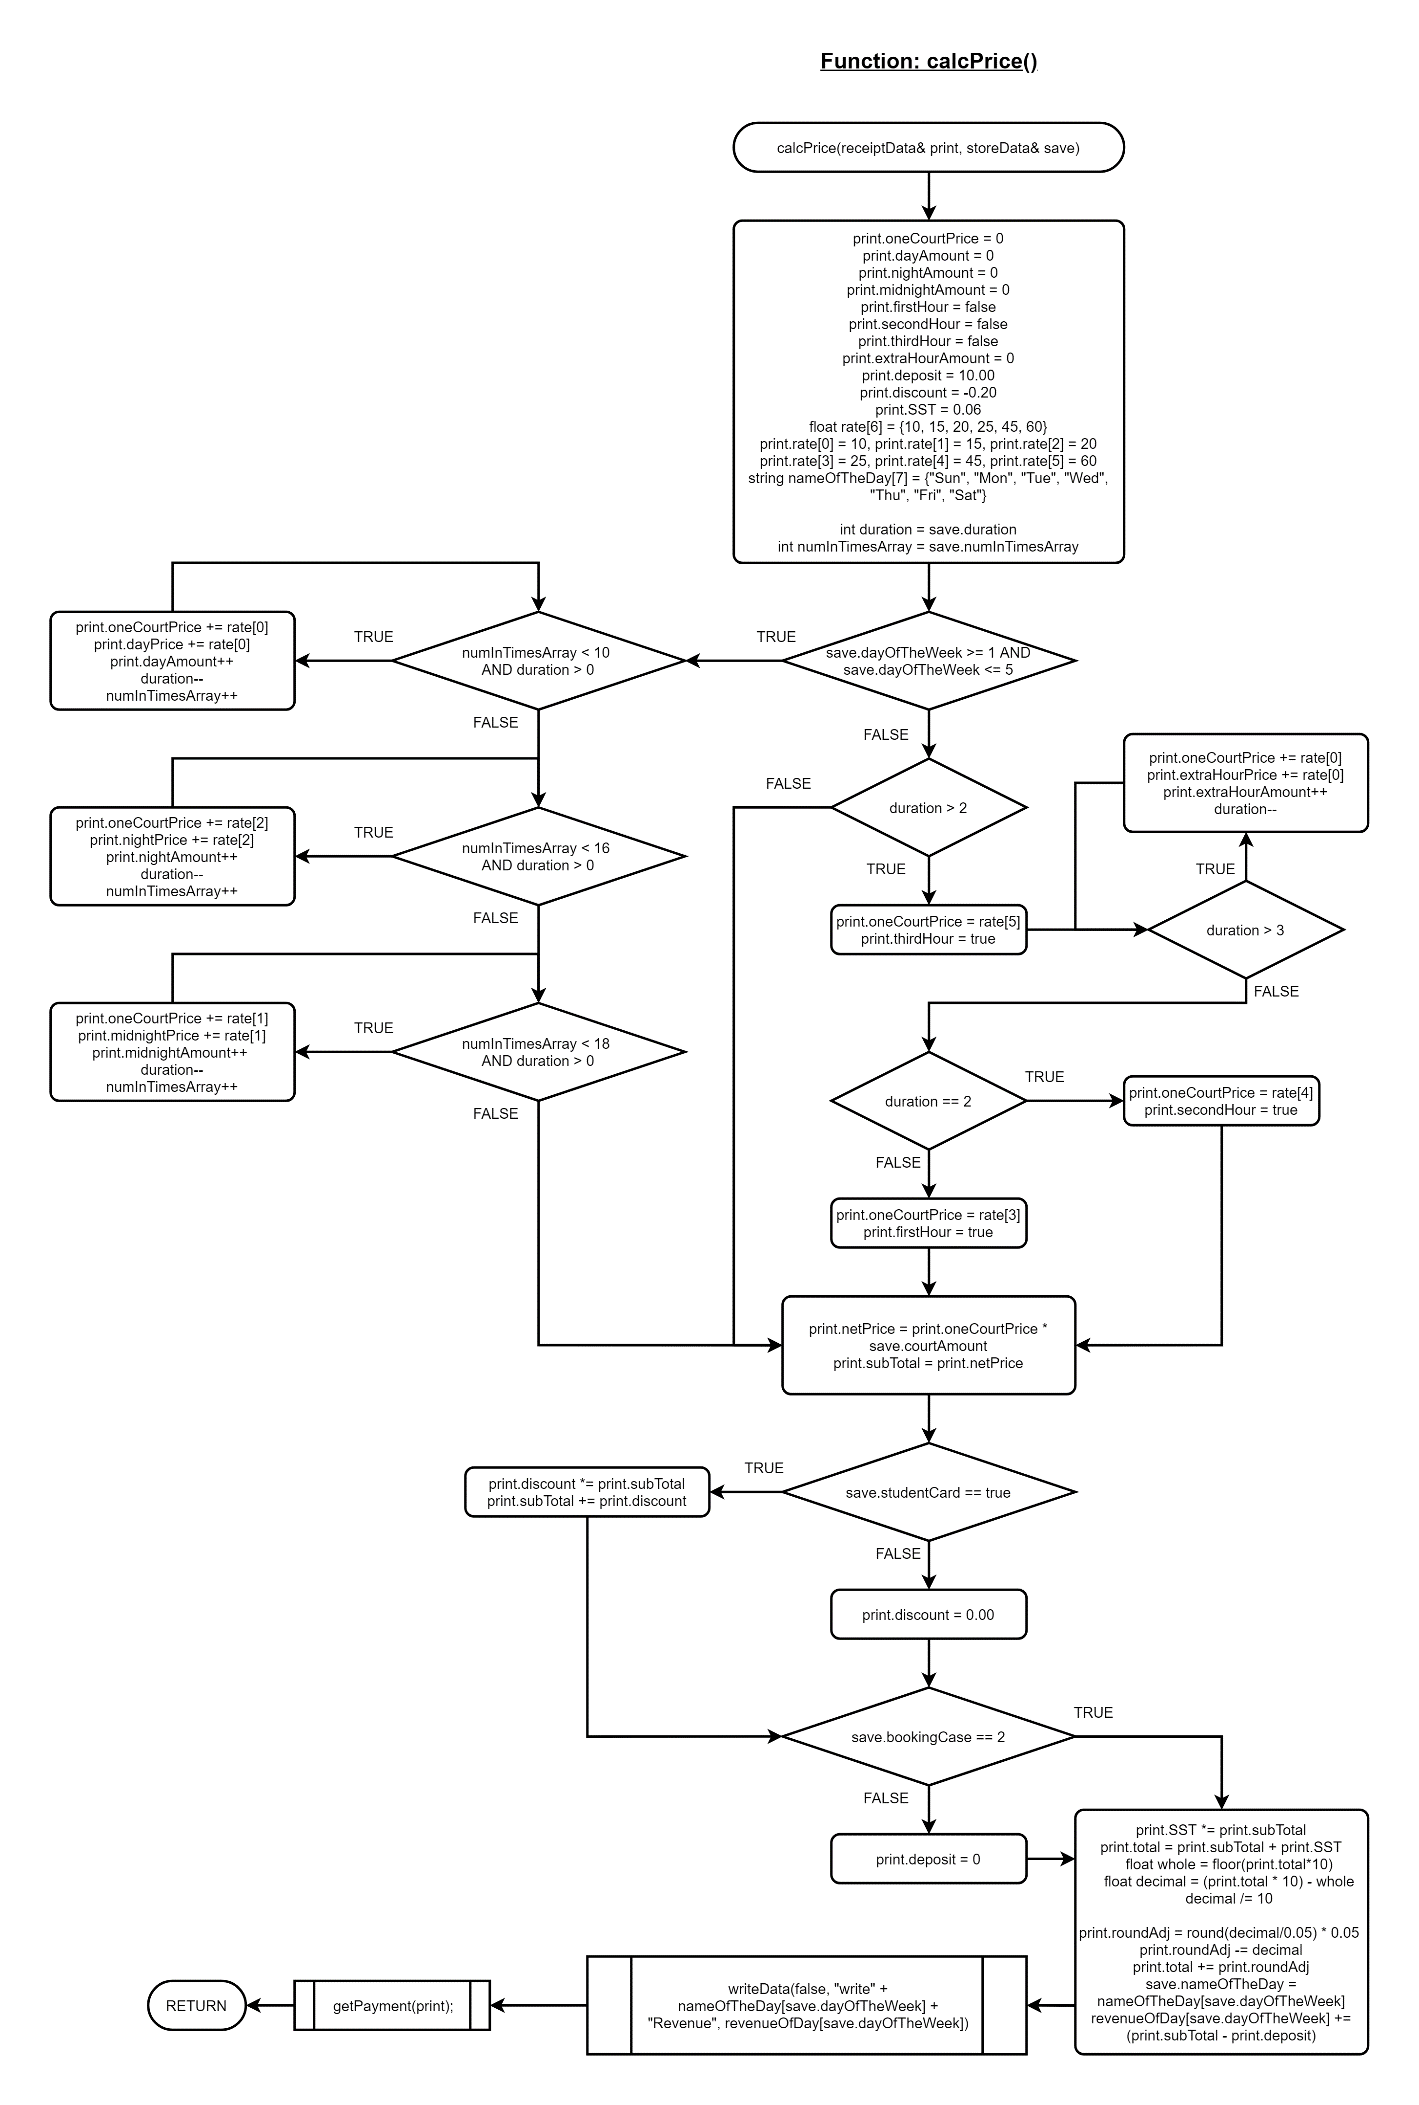 Function: calcPrice()
calcPrice(receiptData& print, storeData& save)
print.oneCourtPrice = 0
print.dayAmount = 0
print.nightAmount = 0
print.midnightAmount = 0
print.firstHour = false
print.secondHour = false
print.thirdHour = false
print.extraHourAmount = 0
print.deposit = 10.00
print.discount = -0.20
print.SST = 0.06
float rate[6] = {10, 15, 20, 25, 45, 60}
print.rate[0] = 10, print.rate[1] = 15, print.rate[2] = 20
print.rate[3] = 25, print.rate[4] = 45, print.rate[5] = 60
string nameOfTheDay[7] = {"Sun", "Mon", "Tue", "Wed",
"Thu", "Fri", "Sat"}
int duration = save.duration
int numInTimesArray = save.numInTimesArray
save.dayOfTheWeek >= 1 AND
save.dayOfTheWeek <= 5
TRUE
numInTimesArray < 10
AND duration > 0
TRUE
print.oneCourtPrice += rate[0]
print.dayPrice += rate[0]
print.dayAmount++
duration--
numInTimesArray++
FALSE
numInTimesArray < 16
AND duration > 0
TRUE
print.oneCourtPrice += rate[2]
print.nightPrice += rate[2]
print.nightAmount++
duration--
numInTimesArray++
FALSE
numInTimesArray < 18
AND duration > 0
TRUE
print.oneCourtPrice += rate[1]
print.midnightPrice += rate[1]
print.midnightAmount++
duration--
numInTimesArray++
FALSE
FALSE
duration > 2
FALSE
TRUE
print.oneCourtPrice = rate[5]
print.thirdHour = true
duration > 3
TRUE
print.oneCourtPrice += rate[0]
print.extraHourPrice += rate[0]
print.extraHourAmount++
duration--
FALSE
duration == 2
TRUE
print.oneCourtPrice = rate[4]
print.secondHour = true
FALSE
print.oneCourtPrice = rate[3]
print.firstHour = true
print.netPrice = print.oneCourtPrice *
save.courtAmount
print.subTotal = print.netPrice
save.studentCard == true
TRUE
print.discount *= print.subTotal
print.subTotal += print.discount
FALSE
print.discount = 0.00
save.bookingCase == 2
TRUE
FALSE
print.deposit = 0
print.SST *= print.subTotal
print.total = print.subTotal + print.SST
float whole = floor(print.total*10)
float decimal = (print.total * 10) - whole
decimal /= 10
print.roundAdj = round(decimal/0.05) * 0.05
print.roundAdj -= decimal
print.total += print.roundAdj
save.nameOfTheDay =
nameOfTheDay[save.dayOfTheWeek]
revenueOfDay[save.dayOfTheWeek] +=
(print.subTotal - print.deposit)
writeData(false, "write" +
nameOfTheDay[save.dayOfTheWeek] +
"Revenue", revenueOfDay[save.dayOfTheWeek])
getPayment(print);
RETURN